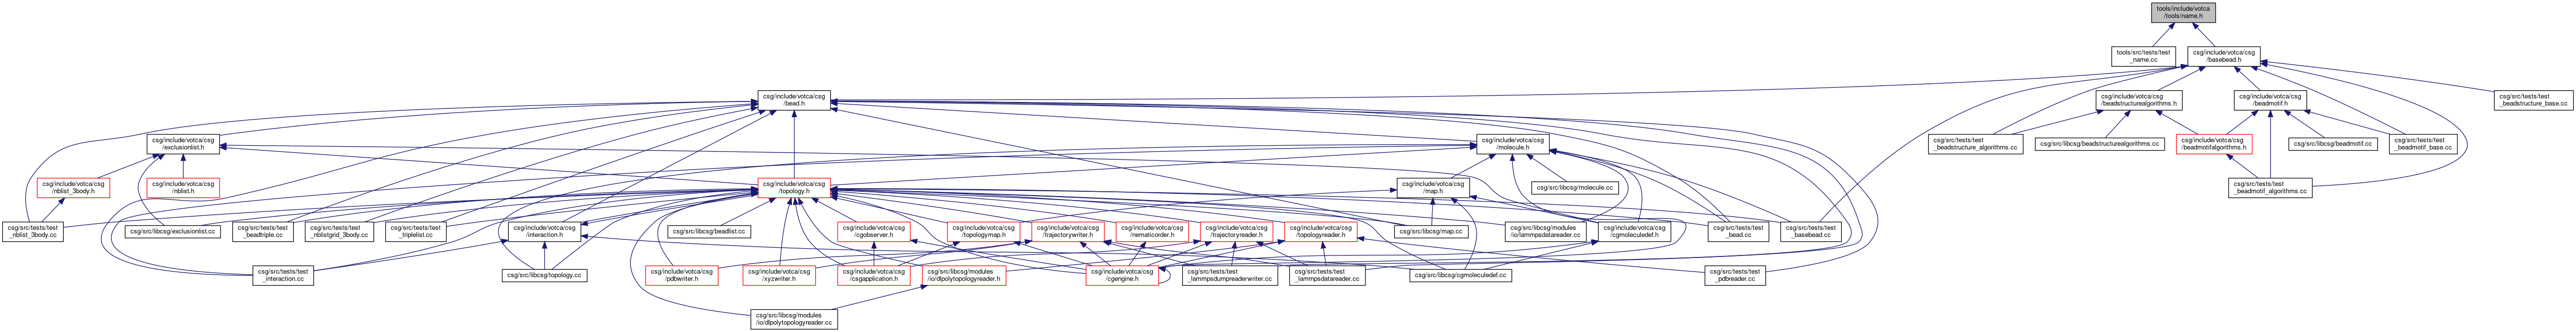 tools/include/votca
/tools/name.h
tools/src/tests/test
_name.cc
csg/include/votca/csg
/basebead.h
csg/include/votca/csg
/bead.h
csg/include/votca/csg
/beadstructurealgorithms.h
csg/include/votca/csg
/beadmotif.h
csg/src/tests/test
_beadstructure_base.cc
csg/include/votca/csg
/exclusionlist.h
csg/include/votca/csg
/molecule.h
csg/src/tests/test
_beadstructure_algorithms.cc
csg/src/libcsg/beadstructurealgorithms.cc
csg/include/votca/csg
/beadmotifalgorithms.h
csg/src/libcsg/beadmotif.cc
csg/src/tests/test
_beadmotif_base.cc
csg/include/votca/csg
/nblist_3body.h
csg/include/votca/csg
/nblist.h
csg/include/votca/csg
/topology.h
csg/include/votca/csg
/map.h
csg/src/libcsg/molecule.cc
csg/src/tests/test
_beadmotif_algorithms.cc
csg/src/tests/test
_nblist_3body.cc
csg/src/libcsg/exclusionlist.cc
csg/src/tests/test
_beadtriple.cc
csg/src/tests/test
_nblistgrid_3body.cc
csg/src/tests/test
_triplelist.cc
csg/include/votca/csg
/interaction.h
csg/src/libcsg/beadlist.cc
csg/include/votca/csg
/cgobserver.h
csg/include/votca/csg
/topologymap.h
csg/include/votca/csg
/trajectorywriter.h
csg/include/votca/csg
/nematicorder.h
csg/include/votca/csg
/trajectoryreader.h
csg/include/votca/csg
/topologyreader.h
csg/src/libcsg/map.cc
csg/src/libcsg/modules
/io/lammpsdatareader.cc
csg/include/votca/csg
/cgmoleculedef.h
csg/src/tests/test
_bead.cc
csg/src/tests/test
_basebead.cc
csg/src/tests/test
_interaction.cc
csg/src/libcsg/topology.cc
csg/include/votca/csg
/pdbwriter.h
csg/include/votca/csg
/xyzwriter.h
csg/include/votca/csg
/csgapplication.h
csg/src/libcsg/modules
/io/dlpolytopologyreader.h
csg/include/votca/csg
/cgengine.h
csg/src/tests/test
_lammpsdumpreaderwriter.cc
csg/src/tests/test
_lammpsdatareader.cc
csg/src/libcsg/cgmoleculedef.cc
csg/src/tests/test
_pdbreader.cc
csg/src/libcsg/modules
/io/dlpolytopologyreader.cc